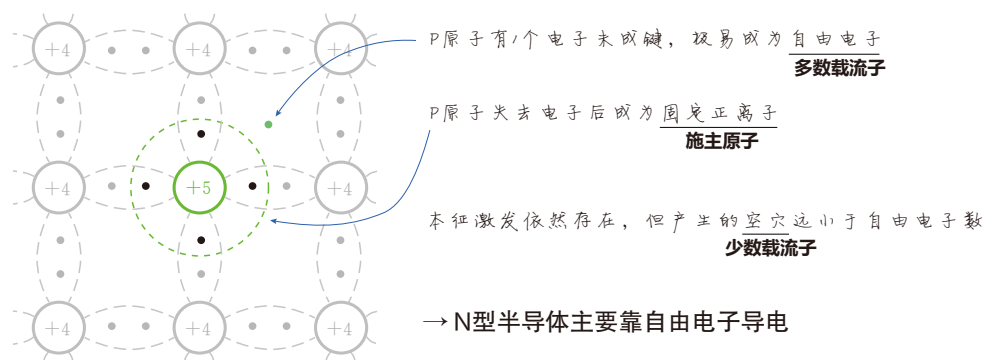 +4 +4 +4
P原子有1个电子未成键，极易成为自由电子
多数载流子
P原子失去电子后成为固定正离子
施主原子
+4 +5 +4
本征激发依然存在，但产生的空穴远小于自由电子数
少数载流子
+4 +4 +4
→N型半导体主要靠自由电子导电